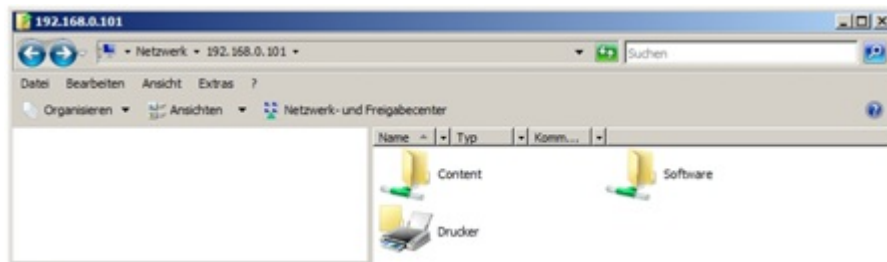 192.168.0.101
Netzwerk 192.168.0.101 Suchen
Datei Bearbeiten Ansicht Extras ?
Organisieren Ansichten Netzwerk- und Freigabecenter
Name Typ Komm...
Content Software
Drucker